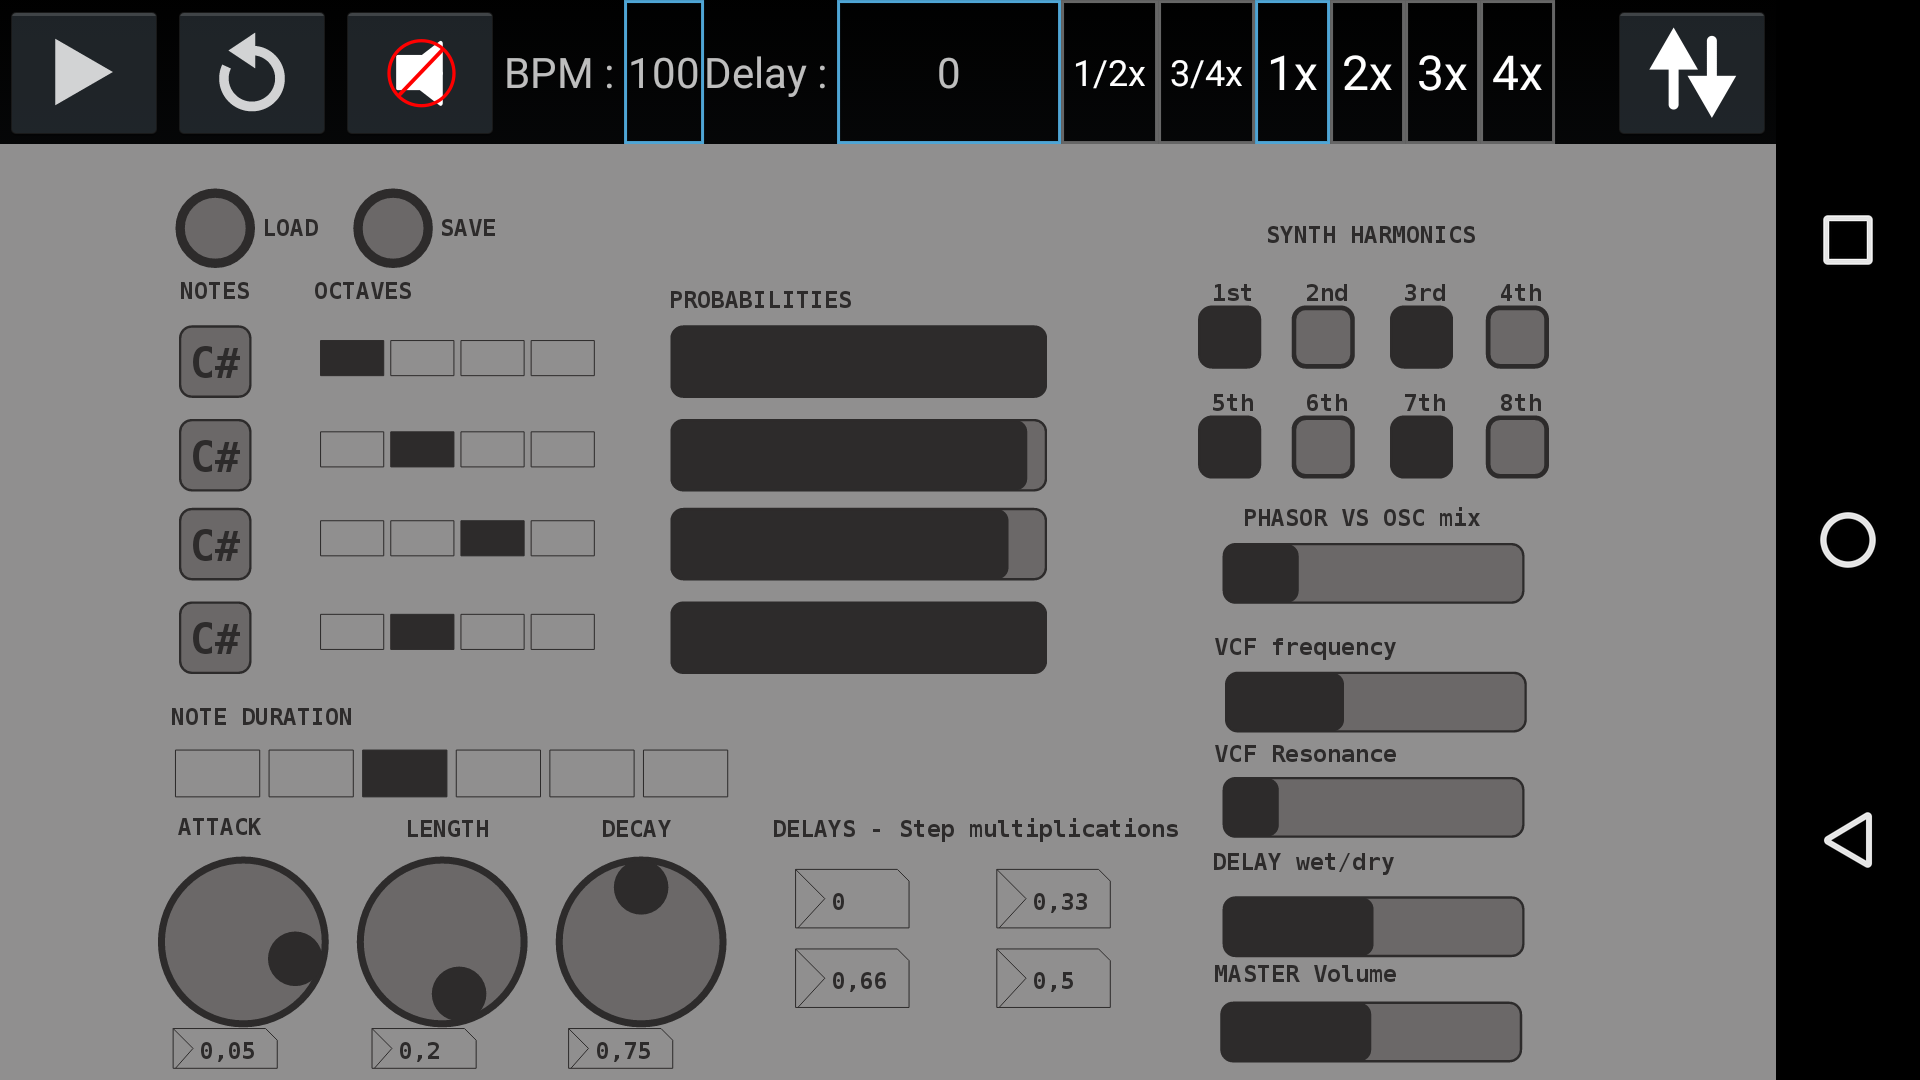 BPM : 100 Delay : 0 1/2x 3/4x 1x 2x 3x 4x
LOAD SAVE
NOTES OCTAVES PROBABILITIES
C#
C#
C#
C#
NOTE DURATION
ATTACK LENGTH DECAY
0,05 0,2 0,75
DELAYS - Step multiplications
0 0,33
0,66 0,5
SYNTH HARMONICS
1st 2nd 3rd 4th
5th 6th 7th 8th
PHASOR VS OSC mix
VCF frequency
VCF Resonance
DELAY wet/dry
MASTER Volume